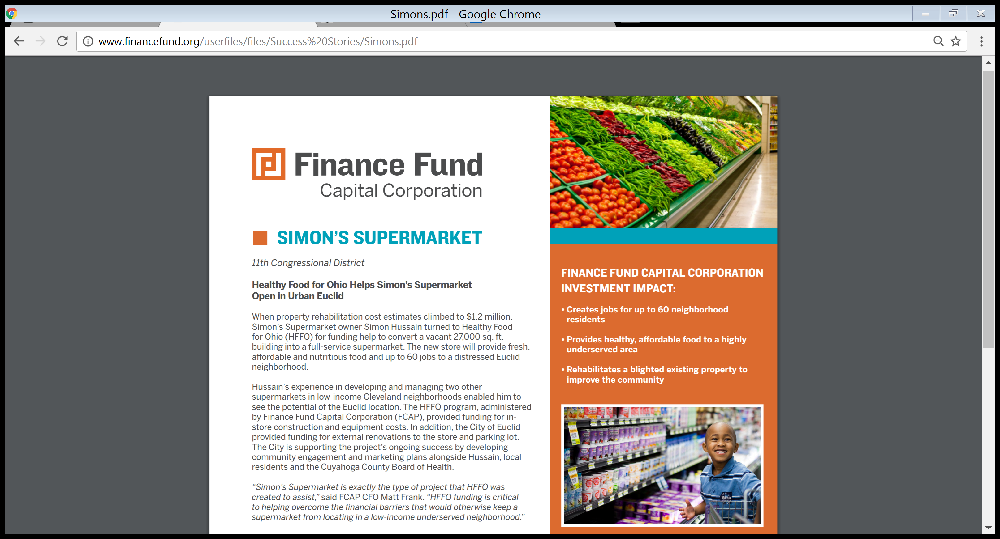 Simons.pdf - Google Chrome
www.financefund.org/userfiles/files/Success%20Stories/Simons.pdf
Finance Fund
Capital Corporation
SIMON’S SUPERMARKET
11th Congressional District
Healthy Food for Ohio Helps Simon’s Supermarket
Open in Urban Euclid
When property rehabilitation cost estimates climbed to $1.2 million,
Simon’s Supermarket owner Simon Hussain turned to Healthy Food
for Ohio (HFFO) for funding help to convert a vacant 27,000 sq. ft.
building into a full-service supermarket. The new store will provide fresh,
affordable and nutritious food and up to 60 jobs to a distressed Euclid
neighborhood.
Hussain’s experience in developing and managing two other
supermarkets in low-income Cleveland neighborhoods enabled him to
see the potential of the Euclid location. The HFFO program, administered
by Finance Fund Capital Corporation (FCAP), provided funding for in-
store construction and equipment costs. In addition, the City of Euclid
provided funding for external renovations to the store and parking lot.
The City is supporting the project’s ongoing success by developing
community engagement and marketing plans alongside Hussain, local
residents and the Cuyahoga County Board of Health.
“Simon’s Supermarket is exactly the type of project that HFFO was
created to assist,” said FCAP CFO Matt Frank. “HFFO funding is critical
to helping overcome the financial barriers that would otherwise keep a
supermarket from locating in a low-income underserved neighborhood.”
FINANCE FUND CAPITAL CORPORATION
INVESTMENT IMPACT:
• Creates jobs for up to 60 neighborhood
residents
• Provides healthy, affordable food to a highly
underserved area
• Rehabilitates a blighted existing property to
improve the community
BRAND